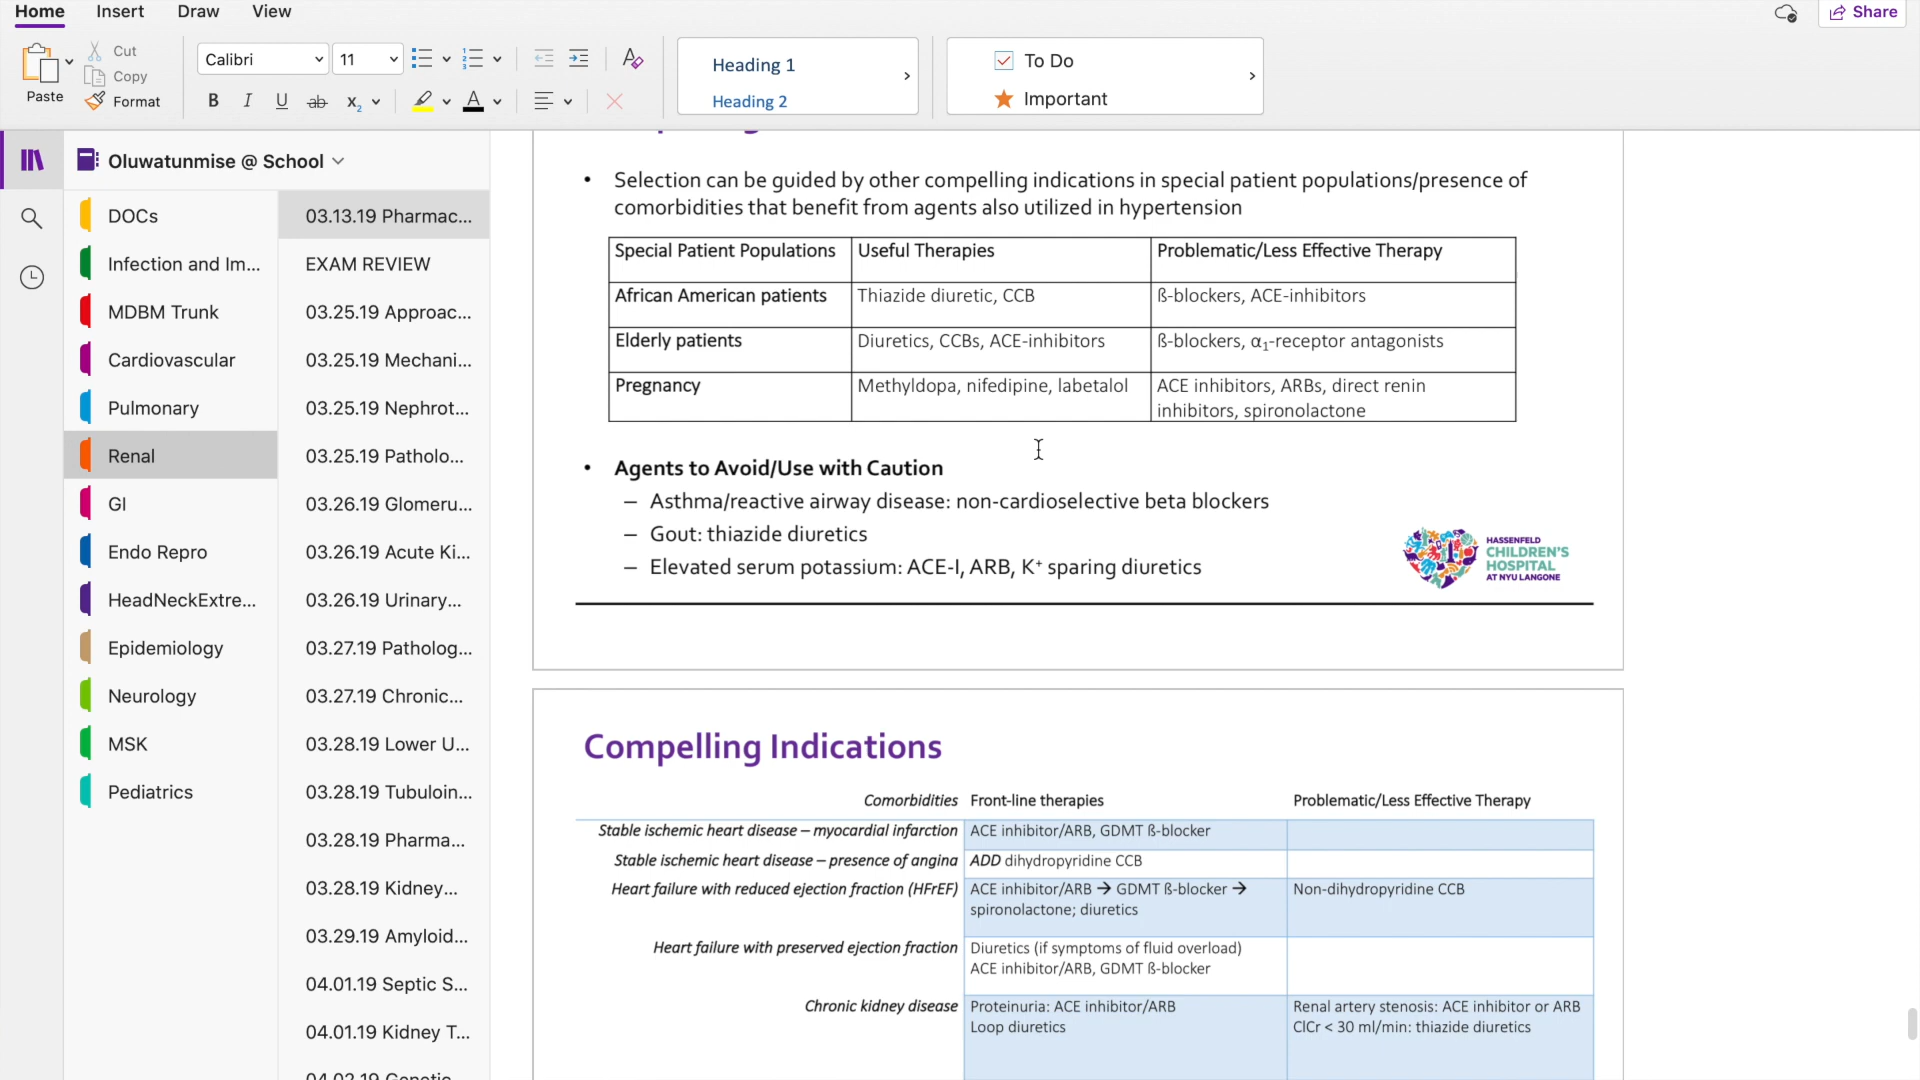 Home Insert Draw View
Share
Paste
Cut
Copy
Format
Calibri 11
B I U ab x₂ A
Heading 1
Heading 2
To Do
Important
Oluwatunmise @ School
DOCs
Infection and Im...
MDBM Trunk
Cardiovascular
Pulmonary
Renal
GI
Endo Repro
HeadNeckExtre...
Epidemiology
Neurology
MSK
Pediatrics
03.13.19 Pharmac...
EXAM REVIEW
03.25.19 Approac...
03.25.19 Mechani...
03.25.19 Nephrot...
03.25.19 Patholo...
03.26.19 Glomeru...
03.26.19 Acute Ki...
03.26.19 Urinary...
03.27.19 Patholog...
03.27.19 Chronic...
03.28.19 Lower U...
03.28.19 Tubuloin...
03.28.19 Pharma...
03.28.19 Kidney...
03.29.19 Amyloid...
04.01.19 Septic S...
04.01.19 Kidney T...
• Selection can be guided by other compelling indications in special patient populations/presence of
comorbidities that benefit from agents also utilized in hypertension
Special Patient Populations Useful Therapies Problematic/Less Effective Therapy
African American patients Thiazide diuretic, CCB ß-blockers, ACE-inhibitors
Elderly patients Diuretics, CCBs, ACE-inhibitors ß-blockers, α₁-receptor antagonists
Pregnancy Methyldopa, nifedipine, labetalol ACE inhibitors, ARBs, direct renin
inhibitors, spironolactone
• Agents to Avoid/Use with Caution
– Asthma/reactive airway disease: non-cardioselective beta blockers
– Gout: thiazide diuretics
– Elevated serum potassium: ACE-I, ARB, K⁺ sparing diuretics
HASSENFELD
CHILDREN'S
HOSPITAL
AT NYU LANGONE
Compelling Indications
Comorbidities Front-line therapies Problematic/Less Effective Therapy
Stable ischemic heart disease – myocardial infarction ACE inhibitor/ARB, GDMT ß-blocker
Stable ischemic heart disease – presence of angina ADD dihydropyridine CCB
Heart failure with reduced ejection fraction (HFrEF) ACE inhibitor/ARB → GDMT ß-blocker → Non-dihydropyridine CCB
spironolactone; diuretics
Heart failure with preserved ejection fraction Diuretics (if symptoms of fluid overload)
ACE inhibitor/ARB, GDMT ß-blocker
Chronic kidney disease Proteinuria: ACE inhibitor/ARB Renal artery stenosis: ACE inhibitor or ARB
Loop diuretics ClCr < 30 ml/min: thiazide diuretics